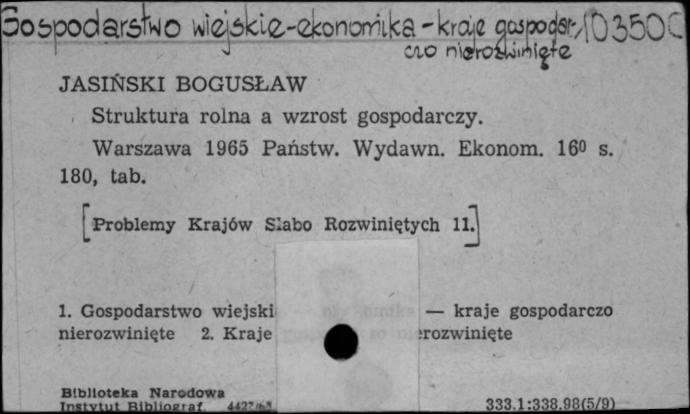 Gospodarstwo wiejskie-ekonomika-kraje gospodar- 10350C
czo nierozwinięte
JASIŃSKI BOGUSŁAW
Struktura rolna a wzrost gospodarczy.
Warszawa 1965 Państw. Wydawn. Ekonom. 16⁰ s.
180, tab.
[Problemy Krajów Słabo Rozwiniętych 11.]
1. Gospodarstwo wiejski — kraje gospodarczo
nierozwinięte 2. Kraje rozwinięte
Biblioteka Narodowa
Instytut Bibliograf. 333.1:338.98(5/9)